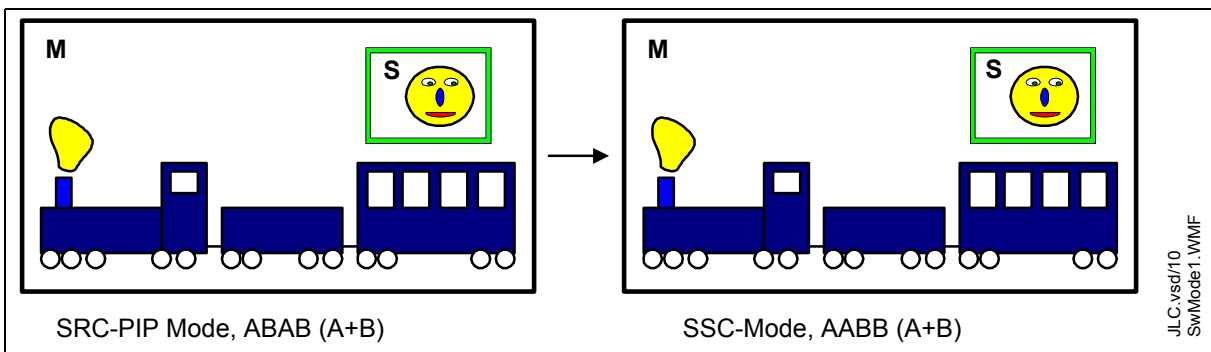 M
S
M
S
SRC-PIP Mode, ABAB (A+B)
SSC-Mode, AABB (A+B)
JLC.vsd/10
SwMode1.WMF